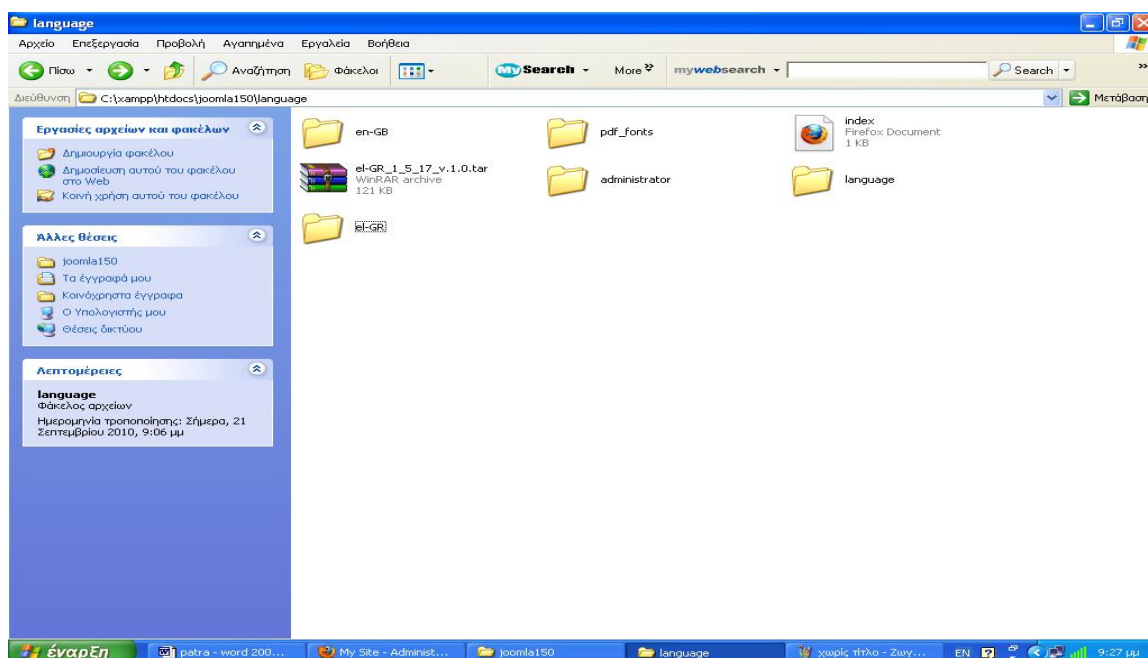 language
Αρχείο Επεξεργασία Προβολή Αγαπημένα Εργαλεία Βοήθεια
Πίσω Αναζήτηση Φάκελοι My Search More mywebsearch Search
Διεύθυνση C:\xampp\htdocs\joomla150\language Μετάβαση
Εργασίες αρχείων και φακέλων
Δημιουργία φακέλου
Δημοσίευση αυτού του φακέλου
στο Web
Κοινή χρήση αυτού του φακέλου
Άλλες θέσεις
joomla150
Τα έγγραφά μου
Κοινόχρηστα έγγραφα
Ο Υπολογιστής μου
Θέσεις δικτύου
Λεπτομέρειες
language
Φάκελος αρχείων
Ημερομηνία τροποποίησης: Σήμερα, 21
Σεπτεμβρίου 2010, 9:06 μμ
en-GB
pdf_fonts
index
Firefox Document
1 KB
el-GR_1_5_17_v.1.0.tar
WinRAR archive
121 KB
administrator
language
el-GR
έναρξη patra - word 200... My Site - Administ... joomla150 language χωρίς τίτλο - Ζωγ... EN 9:27 μμ